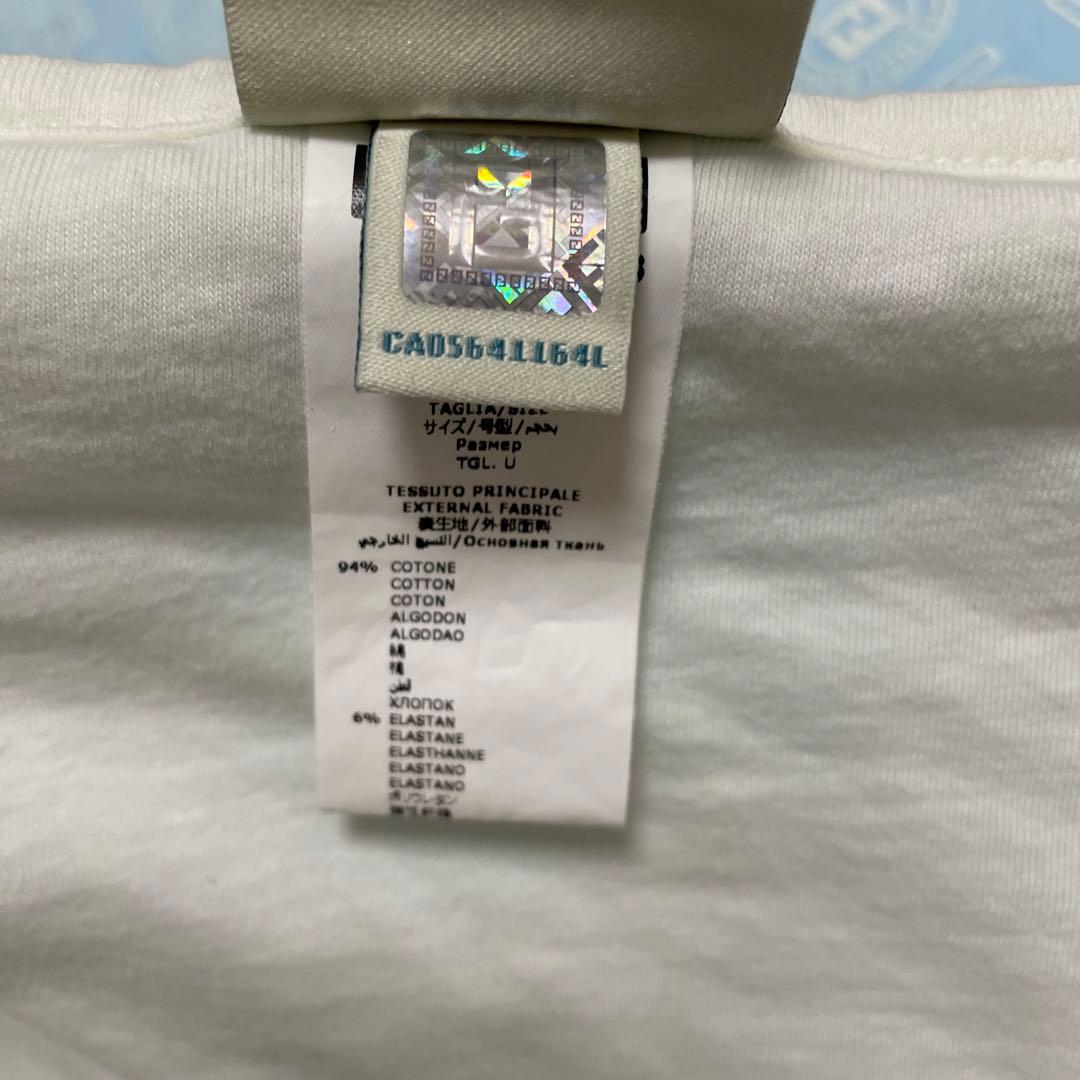 CA05641164L
TAGLIA/SIZE
サイズ/号型/مقاس
Размер
TGL. U
TESSUTO PRINCIPALE
EXTERNAL FABRIC
表生地/外部面料
النسيج الخارجي/Основная ткань
94% COTONE
COTTON
COTON
ALGODON
ALGODAO
綿
棉
قطن
ХЛОПОК
6% ELASTAN
ELASTANE
ELASTHANNE
ELASTANO
ELASTANO
ポリウレタン